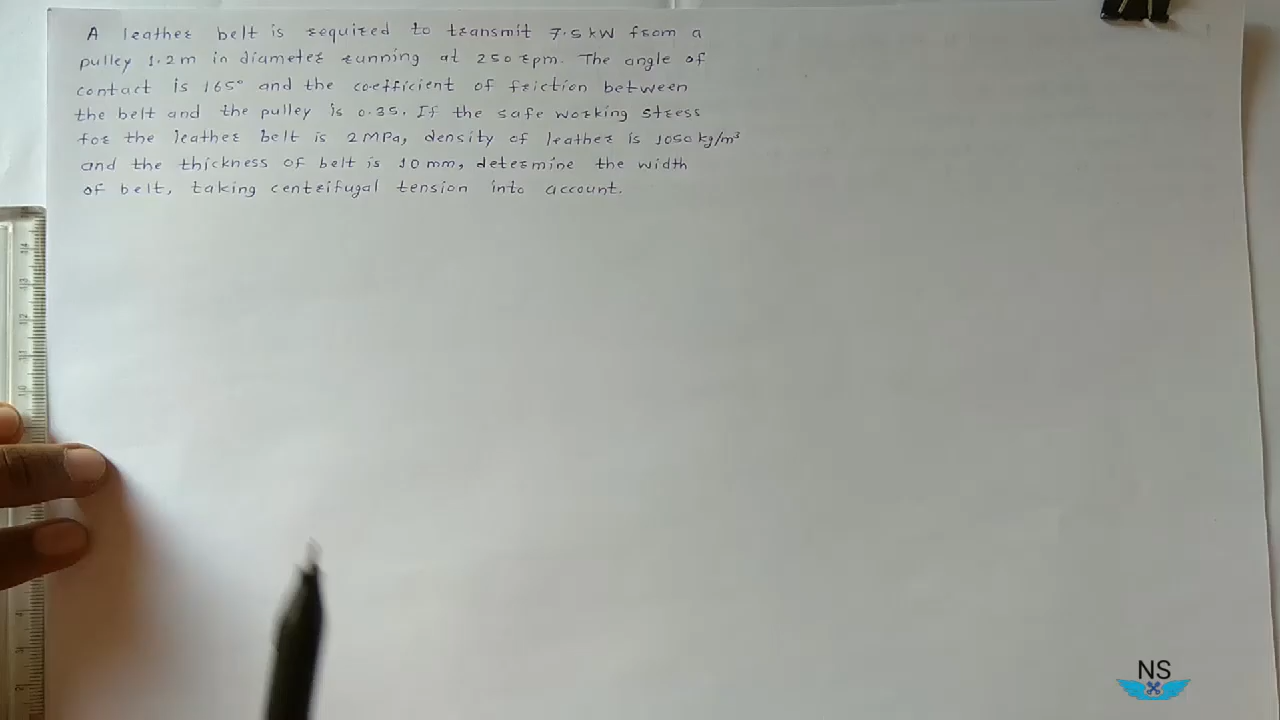 A leather belt is required to transmit 7.5 kW from a
pulley 1.2 m in diameter running at 250 rpm. The angle of
contact is 165° and the coefficient of friction between
the belt and the pulley is 0.35. If the safe working stress
for the leather belt is 2 MPa, density of leather is 1050 kg/m³
and the thickness of belt is 10 mm, determine the width
of belt, taking centrifugal tension into account.
NS